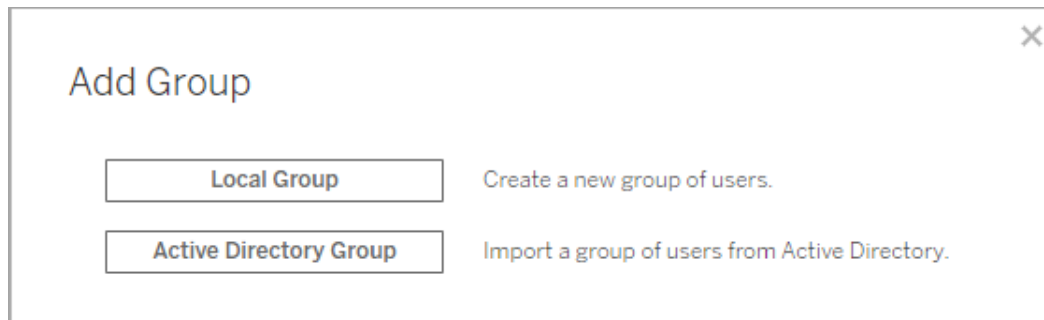 Add Group
Local Group Create a new group of users.
Active Directory Group Import a group of users from Active Directory.